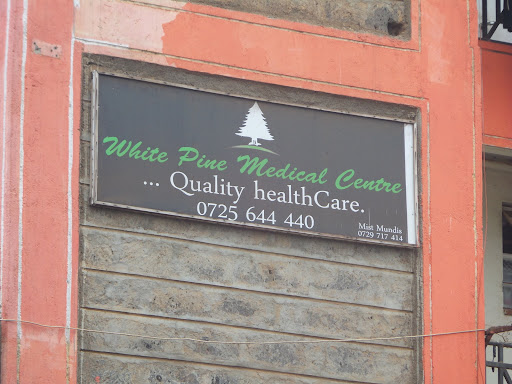 White Pine Medical Centre
... Quality healthCare.
0725 644 440
Mist Mundia
0729 717 414